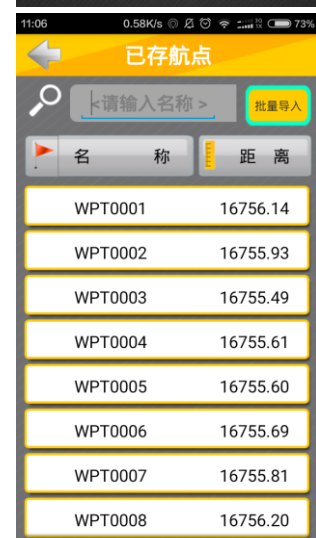 11:06 0.58K/s 3G 1X 73%
已存航点
<请输入名称 > 批量导入
名 称 距 离
WPT0001 16756.14
WPT0002 16755.93
WPT0003 16755.49
WPT0004 16755.61
WPT0005 16755.60
WPT0006 16755.69
WPT0007 16755.81
WPT0008 16756.20